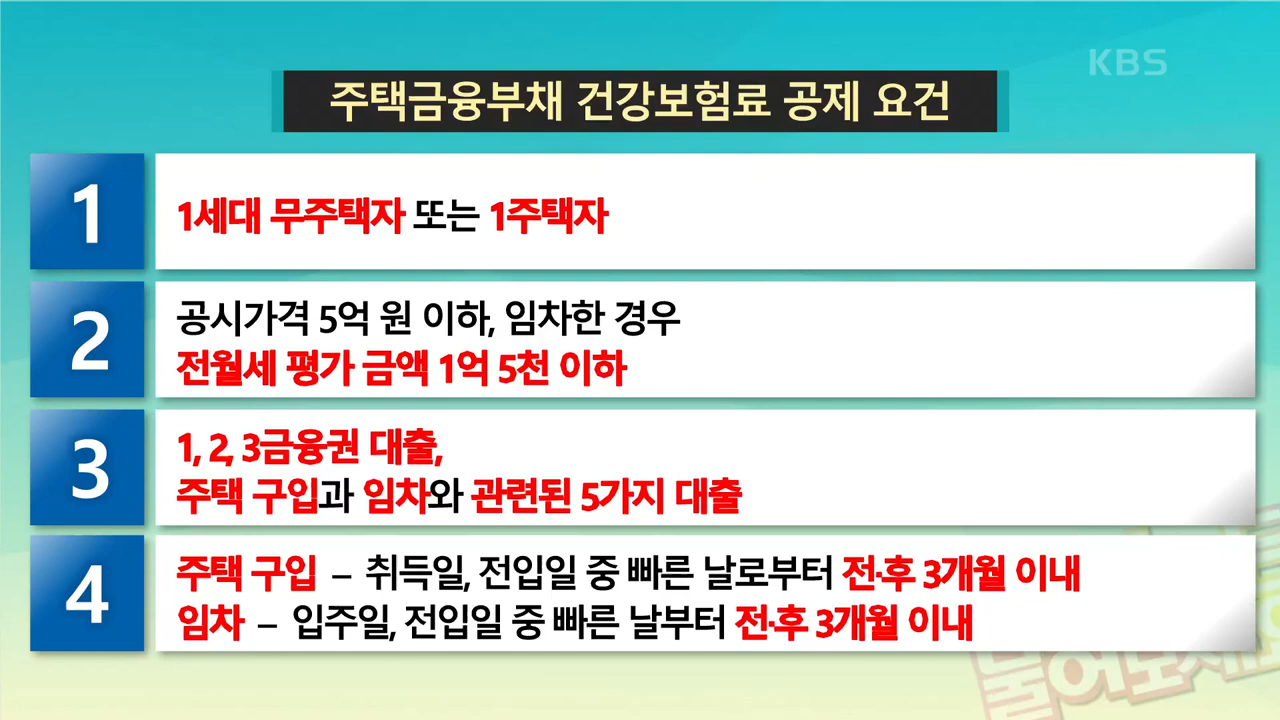 KBS
주택금융부채 건강보험료 공제 요건
1
1세대 무주택자 또는 1주택자
2
공시가격 5억 원 이하, 임차한 경우
전월세 평가 금액 1억 5천 이하
3
1, 2, 3금융권 대출,
주택 구입과 임차와 관련된 5가지 대출
4
주택 구입 – 취득일, 전입일 중 빠른 날로부터 전·후 3개월 이내
임차 – 입주일, 전입일 중 빠른 날부터 전·후 3개월 이내